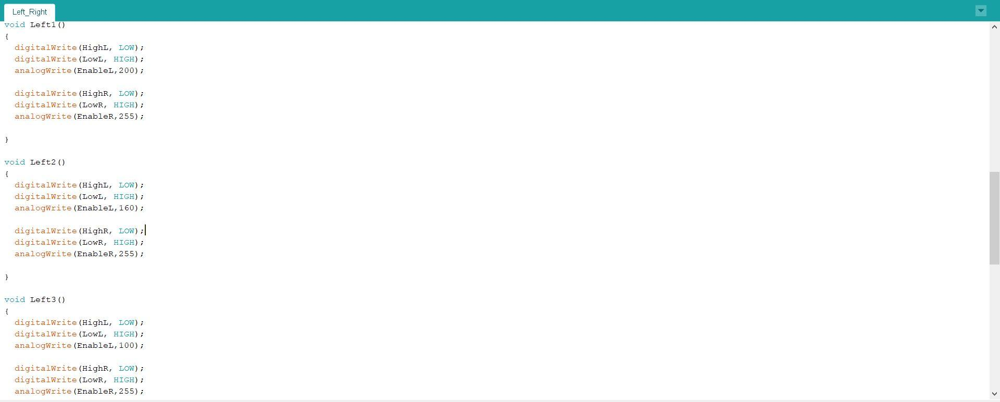 Left_Right
void Left1()
{
  digitalWrite(HighL, LOW);
  digitalWrite(LowL, HIGH);
  analogWrite(EnableL,200);

  digitalWrite(HighR, LOW);
  digitalWrite(LowR, HIGH);
  analogWrite(EnableR,255);

}

void Left2()
{
  digitalWrite(HighL, LOW);
  digitalWrite(LowL, HIGH);
  analogWrite(EnableL,160);

  digitalWrite(HighR, LOW);
  digitalWrite(LowR, HIGH);
  analogWrite(EnableR,255);

}

void Left3()
{
  digitalWrite(HighL, LOW);
  digitalWrite(LowL, HIGH);
  analogWrite(EnableL,100);

  digitalWrite(HighR, LOW);
  digitalWrite(LowR, HIGH);
  analogWrite(EnableR,255);